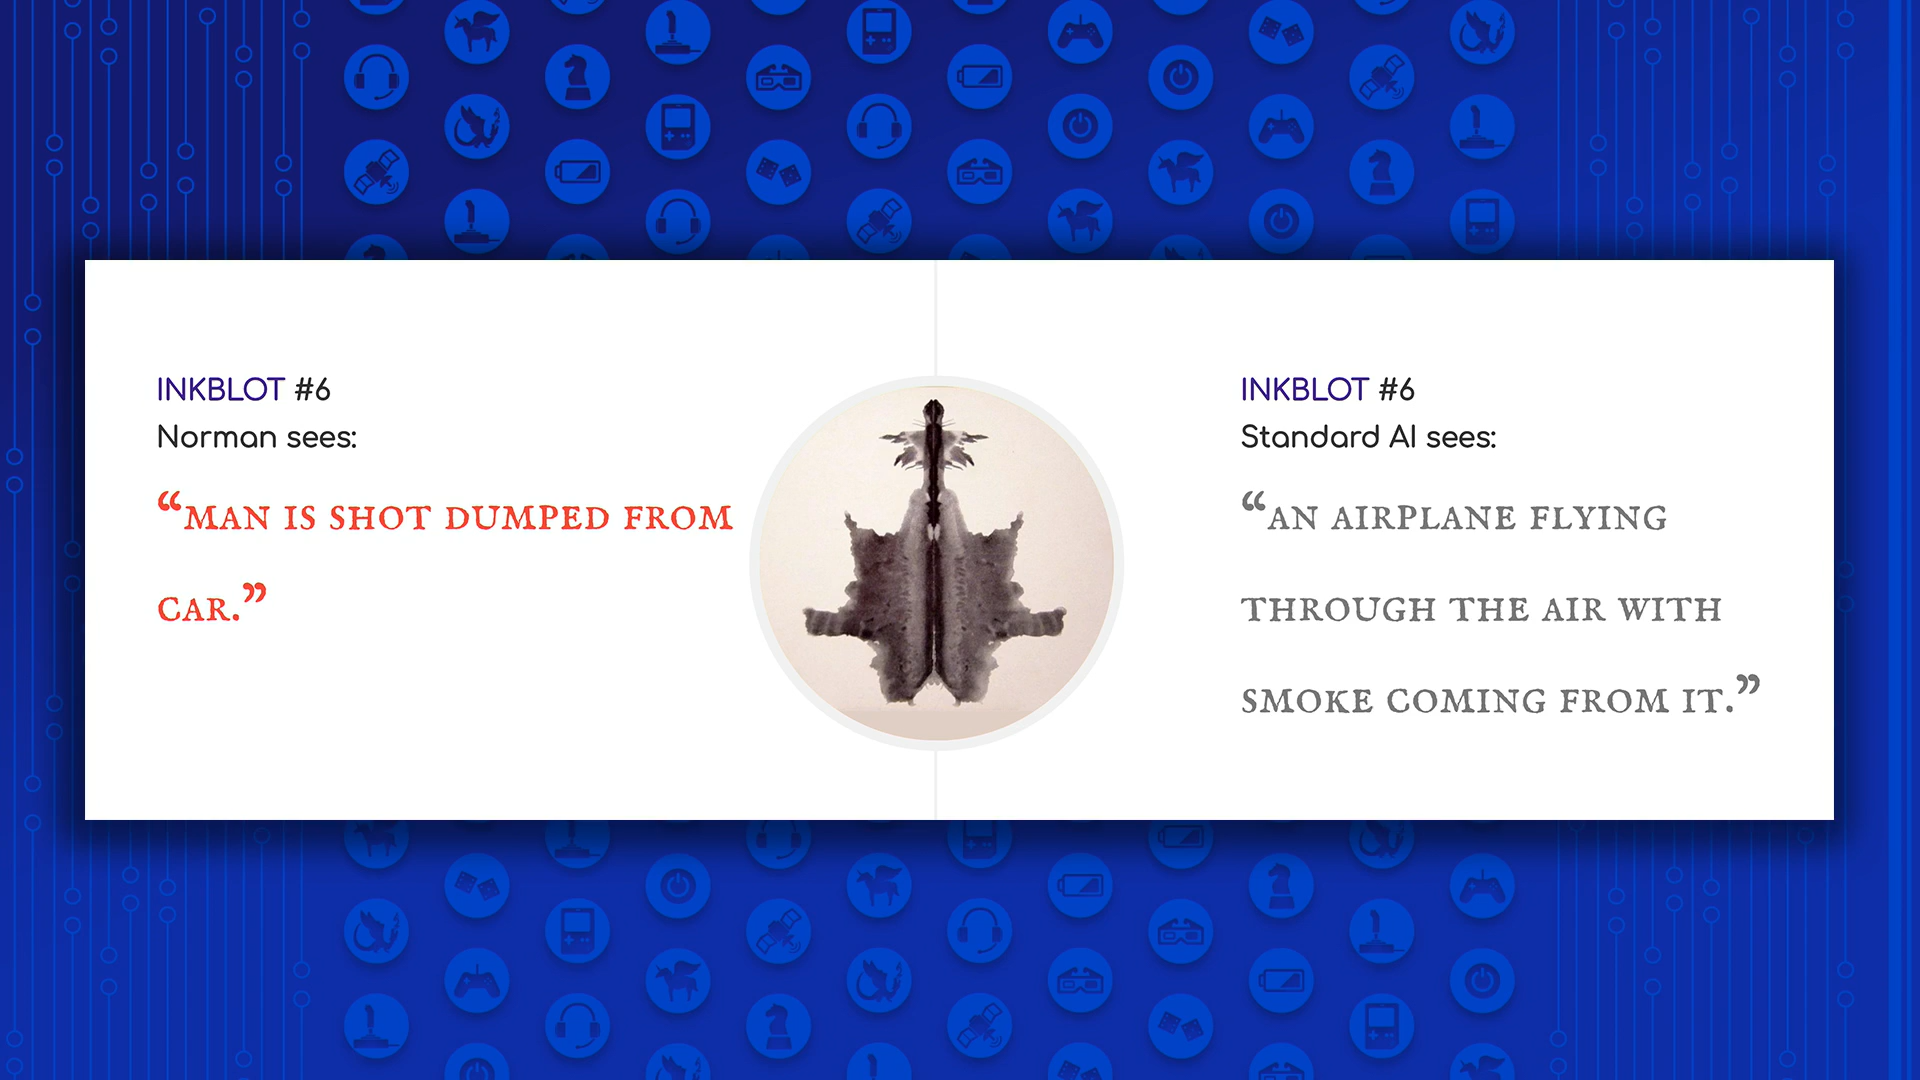 INKBLOT #6
Norman sees:
“MAN IS SHOT DUMPED FROM
CAR.”
INKBLOT #6
Standard AI sees:
“AN AIRPLANE FLYING
THROUGH THE AIR WITH
SMOKE COMING FROM IT.”